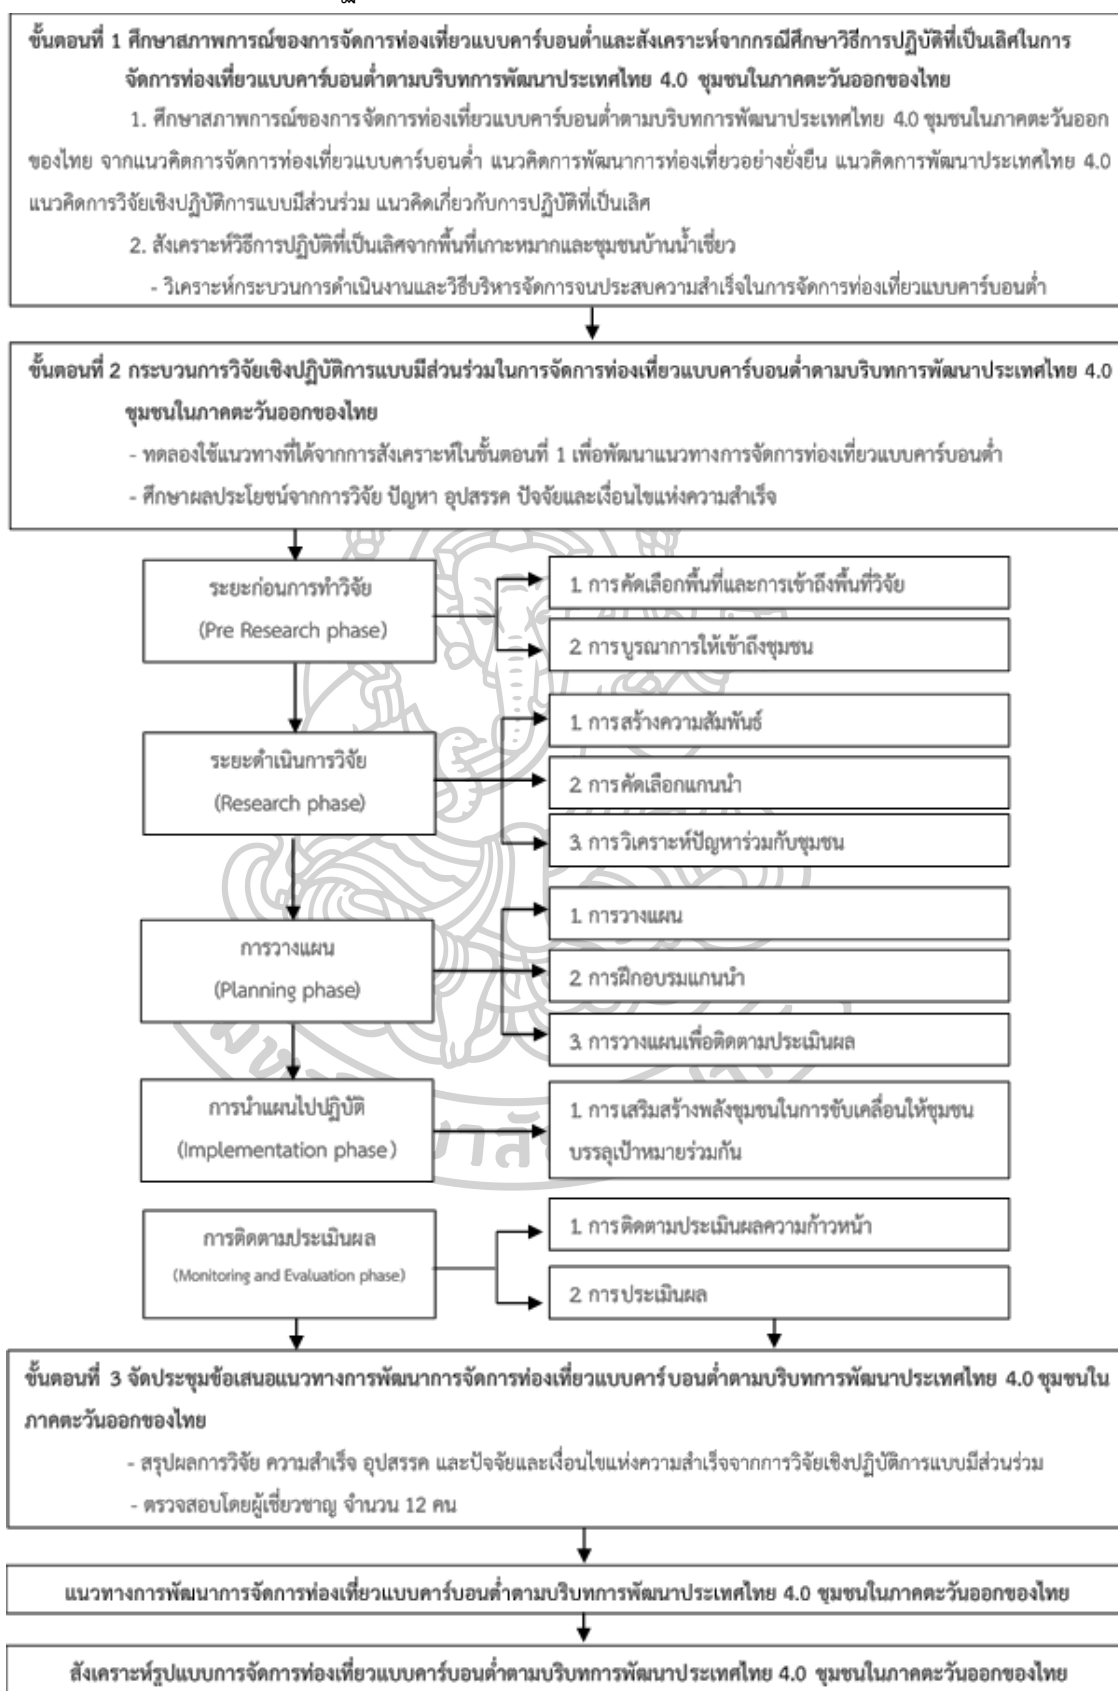 ขั้นตอนที่ 1 ศึกษาสภาพการณ์ของการจัดการท่องเที่ยวแบบคาร์บอนต่ำและสังเคราะห์จากกรณีศึกษาวิธีการปฏิบัติที่เป็นเลิศในการ
จัดการท่องเที่ยวแบบคาร์บอนต่ำตามบริบทการพัฒนาประเทศไทย 4.0 ชุมชนในภาคตะวันออกของไทย
1. ศึกษาสภาพการณ์ของการจัดการท่องเที่ยวแบบคาร์บอนต่ำตามบริบทการพัฒนาประเทศไทย 4.0 ชุมชนในภาคตะวันออก
ของไทย จากแนวคิดการจัดการท่องเที่ยวแบบคาร์บอนต่ำ แนวคิดการพัฒนาการท่องเที่ยวอย่างยั่งยืน แนวคิดการพัฒนาประเทศไทย 4.0
แนวคิดการวิจัยเชิงปฏิบัติการแบบมีส่วนร่วม แนวคิดเกี่ยวกับการปฏิบัติที่เป็นเลิศ
2. สังเคราะห์วิธีการปฏิบัติที่เป็นเลิศจากพื้นที่เกาะหมากและชุมชนบ้านน้ำเชี่ยว
- วิเคราะห์กระบวนการดำเนินงานและวิธีบริหารจัดการจนประสบความสำเร็จในการจัดการท่องเที่ยวแบบคาร์บอนต่ำ
ขั้นตอนที่ 2 กระบวนการวิจัยเชิงปฏิบัติการแบบมีส่วนร่วมในการจัดการท่องเที่ยวแบบคาร์บอนต่ำตามบริบทการพัฒนาประเทศไทย 4.0
ชุมชนในภาคตะวันออกของไทย
- ทดลองใช้แนวทางที่ได้จากการสังเคราะห์ในขั้นตอนที่ 1 เพื่อพัฒนาแนวทางการจัดการท่องเที่ยวแบบคาร์บอนต่ำ
- ศึกษาผลประโยชน์จากการวิจัย ปัญหา อุปสรรค ปัจจัยและเงื่อนไขแห่งความสำเร็จ
ระยะก่อนการทำวิจัย
(Pre Research phase)
1. การคัดเลือกพื้นที่และการเข้าถึงพื้นที่วิจัย
2. การบูรณาการให้เข้าถึงชุมชน
ระยะดำเนินการวิจัย
(Research phase)
1. การสร้างความสัมพันธ์
2. การคัดเลือกแกนนำ
3. การวิเคราะห์ปัญหาร่วมกับชุมชน
การวางแผน
(Planning phase)
1. การวางแผน
2. การฝึกอบรมแกนนำ
3. การวางแผนเพื่อติดตามประเมินผล
การนำแผนไปปฏิบัติ
(Implementation phase)
1. การเสริมสร้างพลังชุมชนในการขับเคลื่อนให้ชุมชน
บรรลุเป้าหมายร่วมกัน
การติดตามประเมินผล
(Monitoring and Evaluation phase)
1. การติดตามประเมินผลความก้าวหน้า
2. การประเมินผล
ขั้นตอนที่ 3 จัดประชุมข้อเสนอแนวทางการพัฒนาการจัดการท่องเที่ยวแบบคาร์บอนต่ำตามบริบทการพัฒนาประเทศไทย 4.0 ชุมชนใน
ภาคตะวันออกของไทย
- สรุปผลการวิจัย ความสำเร็จ อุปสรรค และปัจจัยและเงื่อนไขแห่งความสำเร็จจากการวิจัยเชิงปฏิบัติการแบบมีส่วนร่วม
- ตรวจสอบโดยผู้เชี่ยวชาญ จำนวน 12 คน
แนวทางการพัฒนาการจัดการท่องเที่ยวแบบคาร์บอนต่ำตามบริบทการพัฒนาประเทศไทย 4.0 ชุมชนในภาคตะวันออกของไทย
สังเคราะห์รูปแบบการจัดการท่องเที่ยวแบบคาร์บอนต่ำตามบริบทการพัฒนาประเทศไทย 4.0 ชุมชนในภาคตะวันออกของไทย